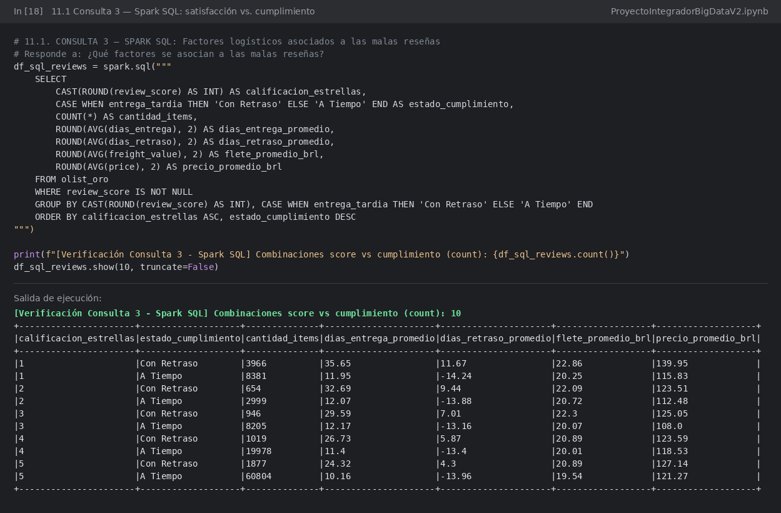 In [18]   11.1 Consulta 3 — Spark SQL: satisfacción vs. cumplimiento
ProyectoIntegradorBigDataV2.ipynb
# 11.1. CONSULTA 3 — SPARK SQL: Factores logísticos asociados a las malas reseñas
# Responde a: ¿Qué factores se asocian a las malas reseñas?
df_sql_reviews = spark.sql("""
    SELECT
        CAST(ROUND(review_score) AS INT) AS calificacion_estrellas,
        CASE WHEN entrega_tardia THEN 'Con Retraso' ELSE 'A Tiempo' END AS estado_cumplimiento,
        COUNT(*) AS cantidad_items,
        ROUND(AVG(dias_entrega), 2) AS dias_entrega_promedio,
        ROUND(AVG(dias_retraso), 2) AS dias_retraso_promedio,
        ROUND(AVG(freight_value), 2) AS flete_promedio_brl,
        ROUND(AVG(price), 2) AS precio_promedio_brl
    FROM olist_oro
    WHERE review_score IS NOT NULL
    GROUP BY CAST(ROUND(review_score) AS INT), CASE WHEN entrega_tardia THEN 'Con Retraso' ELSE 'A Tiempo' END
    ORDER BY calificacion_estrellas ASC, estado_cumplimiento DESC
""")
print(f"[Verificación Consulta 3 - Spark SQL] Combinaciones score vs cumplimiento (count): {df_sql_reviews.count()}")
df_sql_reviews.show(10, truncate=False)
Salida de ejecución:
[Verificación Consulta 3 - Spark SQL] Combinaciones score vs cumplimiento (count): 10
+----------------------+-------------------+--------------+---------------------+---------------------+------------------+-------------------+
|calificacion_estrellas|estado_cumplimiento|cantidad_items|dias_entrega_promedio|dias_retraso_promedio|flete_promedio_brl|precio_promedio_brl|
+----------------------+-------------------+--------------+---------------------+---------------------+------------------+-------------------+
|1                     |Con Retraso        |3966          |35.65                |11.67                |22.86             |139.95             |
|1                     |A Tiempo           |8381          |11.95                |-14.24               |20.25             |115.83             |
|2                     |Con Retraso        |654           |32.69                |9.44                 |22.09             |123.51             |
|2                     |A Tiempo           |2999          |12.07                |-13.88               |20.72             |112.48             |
|3                     |Con Retraso        |946           |29.59                |7.01                 |22.3              |125.05             |
|3                     |A Tiempo           |8205          |12.17                |-13.16               |20.07             |108.0              |
|4                     |Con Retraso        |1019          |26.73                |5.87                 |20.89             |123.59             |
|4                     |A Tiempo           |19978         |11.4                 |-13.4                |20.01             |118.53             |
|5                     |Con Retraso        |1877          |24.32                |4.3                  |20.89             |127.14             |
|5                     |A Tiempo           |60804         |10.16                |-13.96               |19.54             |121.27             |
+----------------------+-------------------+--------------+---------------------+---------------------+------------------+-------------------+